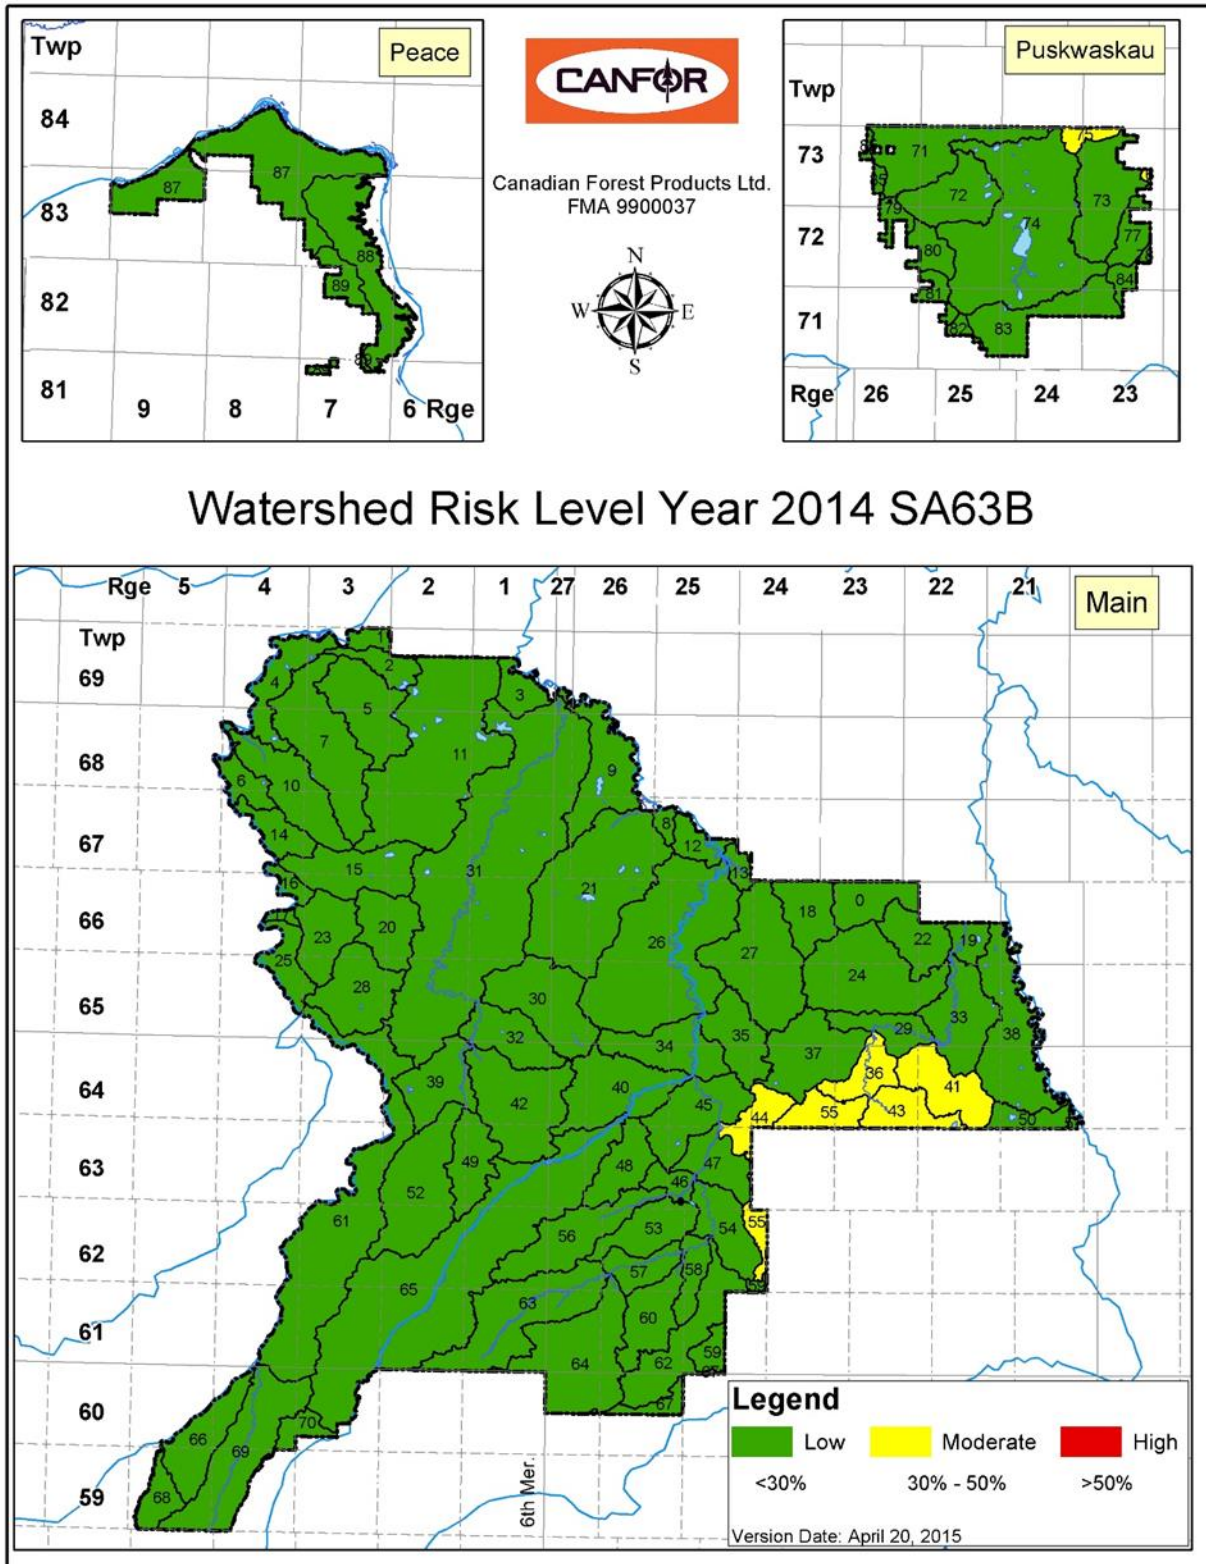 Twp
Peace
84
83
82
81
9 8 7 6 Rge
87
87
88
89
89
CANFOR
Canadian Forest Products Ltd.
FMA 9900037
N
W E
S
Puskwaskau
Twp
73
72
71
Rge 26 25 24 23
71
75
72
73
79
74
77
80
84
81
82 83
Watershed Risk Level Year 2014 SA63B
Rge 5 4 3 2 1 27 26 25 24 23 22 21
Main
Twp
69
68
67
66
65
64
63
62
61
60
59
1
2
4 3
5
7 11
9
6 10
8
14 12
15 31 13
16 21
18 0
20
23 26 27 22 19
25
28 24
30
33
32 35 29 38
34 37
39 40 36 41
42 45
44 55 43 50
49 48 47
52 46
61 53 54 55
56
57 58
65
63 60
59
64 62
67
70
66
69
68
6th Mer.
Legend
Low Moderate High
<30% 30% - 50% >50%
Version Date: April 20, 2015